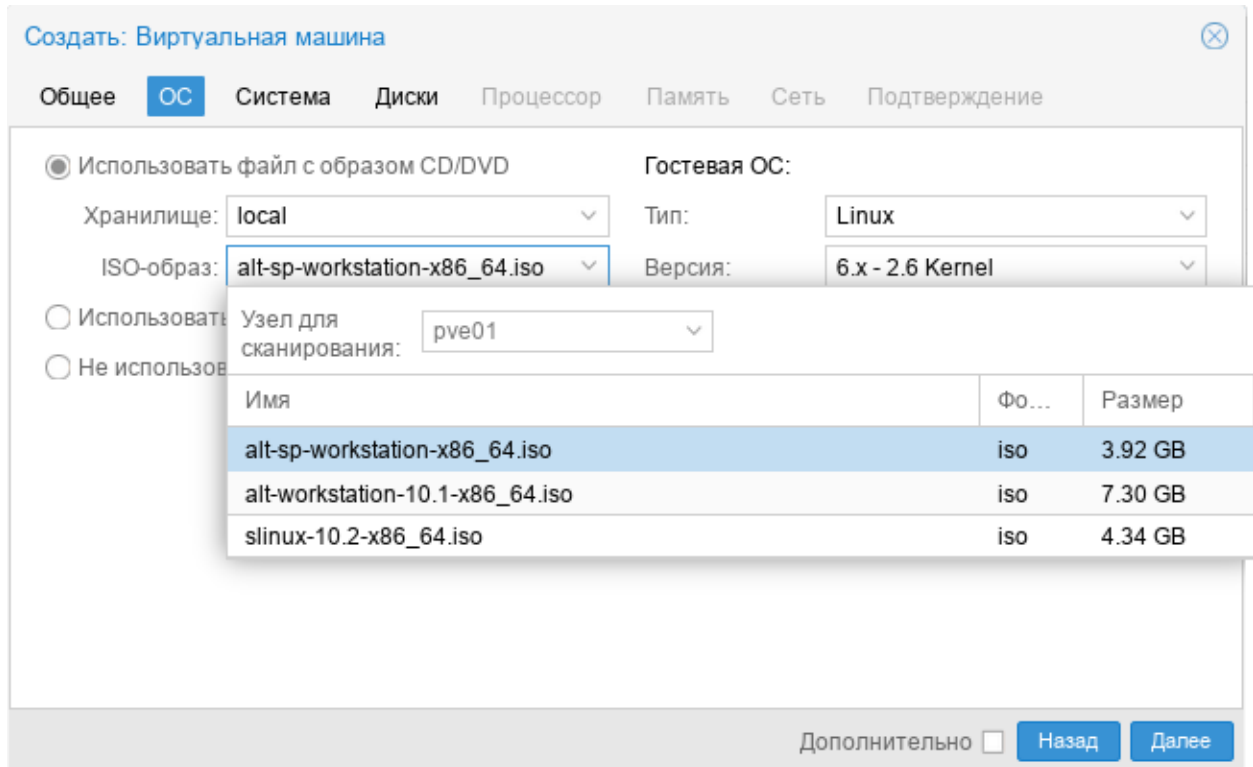 Создать: Виртуальная машина
Общее ОС Система Диски Процессор Память Сеть Подтверждение
Использовать файл с образом CD/DVD Гостевая ОС:
Хранилище: local Тип: Linux
ISO-образ: alt-sp-workstation-x86_64.iso Версия: 6.x - 2.6 Kernel
Использовать Узел для
сканирования: pve01
Не использов
Имя Фо... Размер
alt-sp-workstation-x86_64.iso iso 3.92 GB
alt-workstation-10.1-x86_64.iso iso 7.30 GB
slinux-10.2-x86_64.iso iso 4.34 GB
Дополнительно Назад Далее